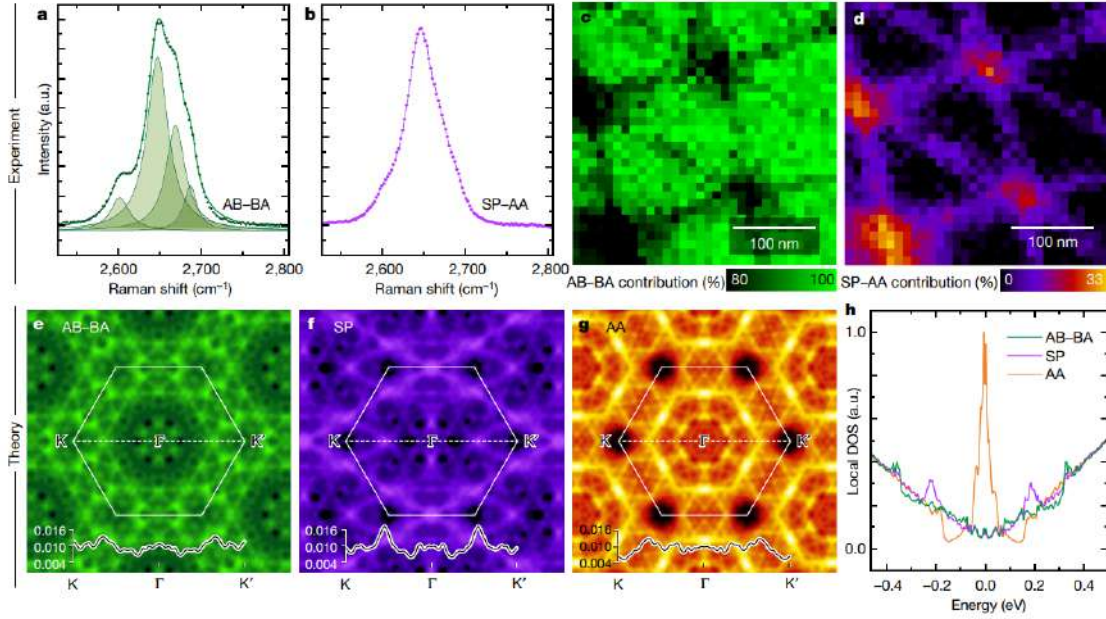 Experiment
a
Intensity (a.u.)
AB–BA
2,600 2,700 2,800
Raman shift (cm⁻¹)
b
SP–AA
2,600 2,700 2,800
Raman shift (cm⁻¹)
c
100 nm
AB–BA contribution (%) 80 100
d
100 nm
SP–AA contribution (%) 0 33
Theory
e AB–BA
K Γ K′
0.016
0.010
0.004
K Γ K′
f SP
K Γ K′
0.016
0.010
0.004
K Γ K′
g AA
K Γ K′
0.016
0.010
0.004
K Γ K′
h
Local DOS (a.u.)
1.0
0.0
AB–BA
SP
AA
−0.4 −0.2 0.0 0.2 0.4
Energy (eV)